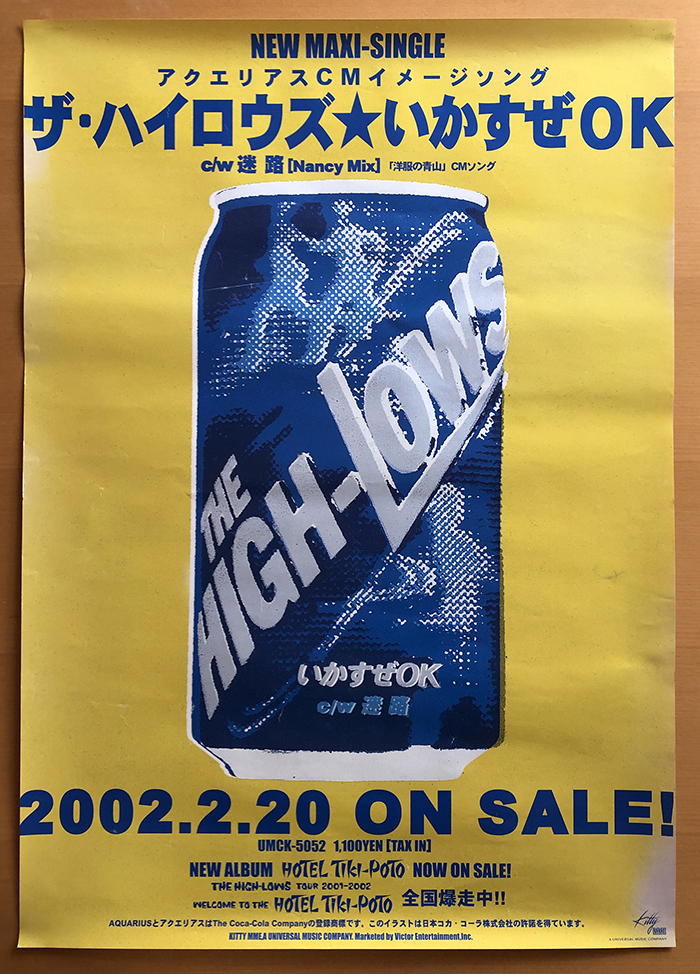 NEW MAXI-SINGLE
アクエリアスCMイメージソング
ザ・ハイロウズ★いかすぜOK
c/w 迷路 [Nancy Mix] 「洋服の青山」CMソング
THE
HIGH-LOWS
いかすぜOK
c/w 迷路
2002.2.20 ON SALE!
UMCK-5052 1,100YEN [TAX IN]
NEW ALBUM HOTEL TIKI-POTO NOW ON SALE!
THE HIGH-LOWS TOUR 2001-2002
WELCOME TO THE HOTEL TIKI-POTO 全国爆走中!!
AQUARIUSとアクエリアスはThe Coca-Cola Companyの登録商標です。このイラストは日本コカ・コーラ株式会社の許諾を得ています。
KITTY MME,A UNIVERSAL MUSIC COMPANY. Marketed by Victor Entertainment,Inc.
Kitty
A UNIVERSAL MUSIC COMPANY